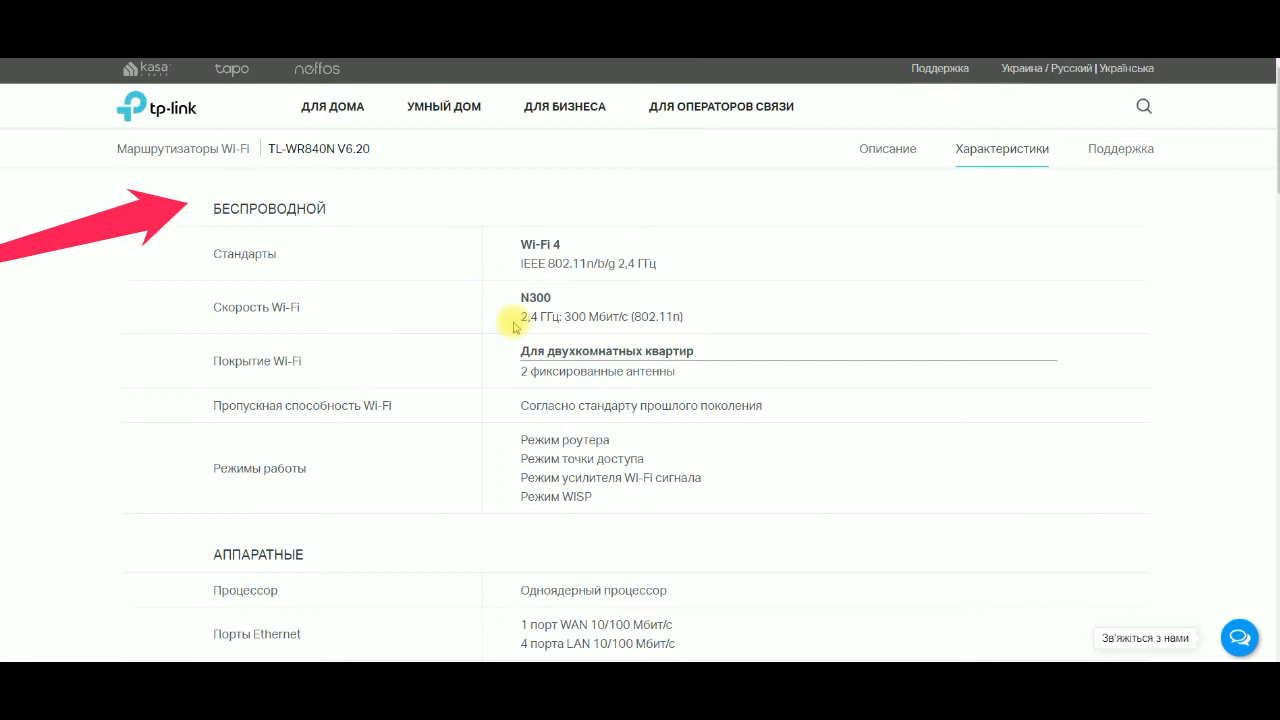 kasa
tapo
neffos
Поддержка
Украина / Русский | Українська
tp-link
ДЛЯ ДОМА
УМНЫЙ ДОМ
ДЛЯ БИЗНЕСА
ДЛЯ ОПЕРАТОРОВ СВЯЗИ
Маршрутизаторы Wi-Fi
TL-WR840N V6.20
Описание
Характеристики
Поддержка
БЕСПРОВОДНОЙ
Стандарты
Wi-Fi 4
IEEE 802.11n/b/g 2,4 ГГц
Скорость Wi-Fi
N300
2,4 ГГц: 300 Мбит/с (802.11n)
Покрытие Wi-Fi
Для двухкомнатных квартир
2 фиксированные антенны
Пропускная способность Wi-Fi
Согласно стандарту прошлого поколения
Режимы работы
Режим роутера
Режим точки доступа
Режим усилителя Wi-Fi сигнала
Режим WISP
АППАРАТНЫЕ
Процессор
Одноядерный процессор
Порты Ethernet
1 порт WAN 10/100 Мбит/с
4 порта LAN 10/100 Мбит/с
Зв'яжіться з нами